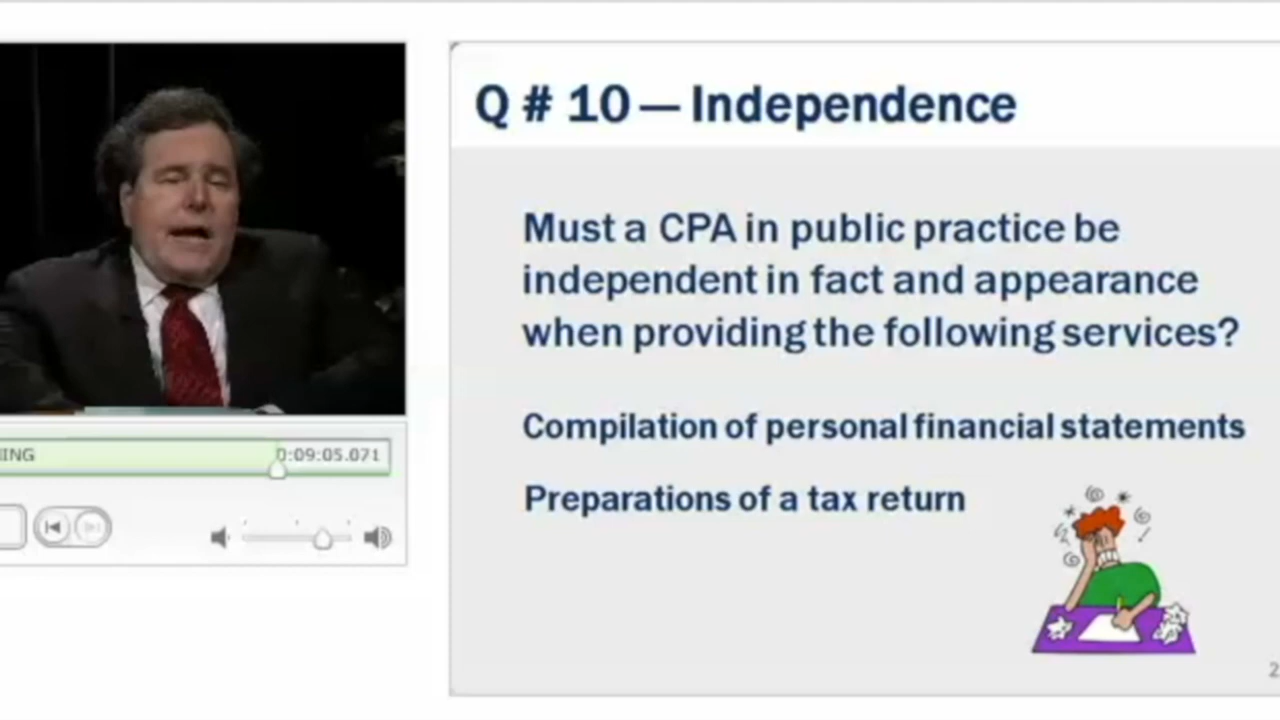 Q # 10 — Independence
Must a CPA in public practice be
independent in fact and appearance
when providing the following services?
Compilation of personal financial statements
Preparations of a tax return
ING
0:09:05.071
2